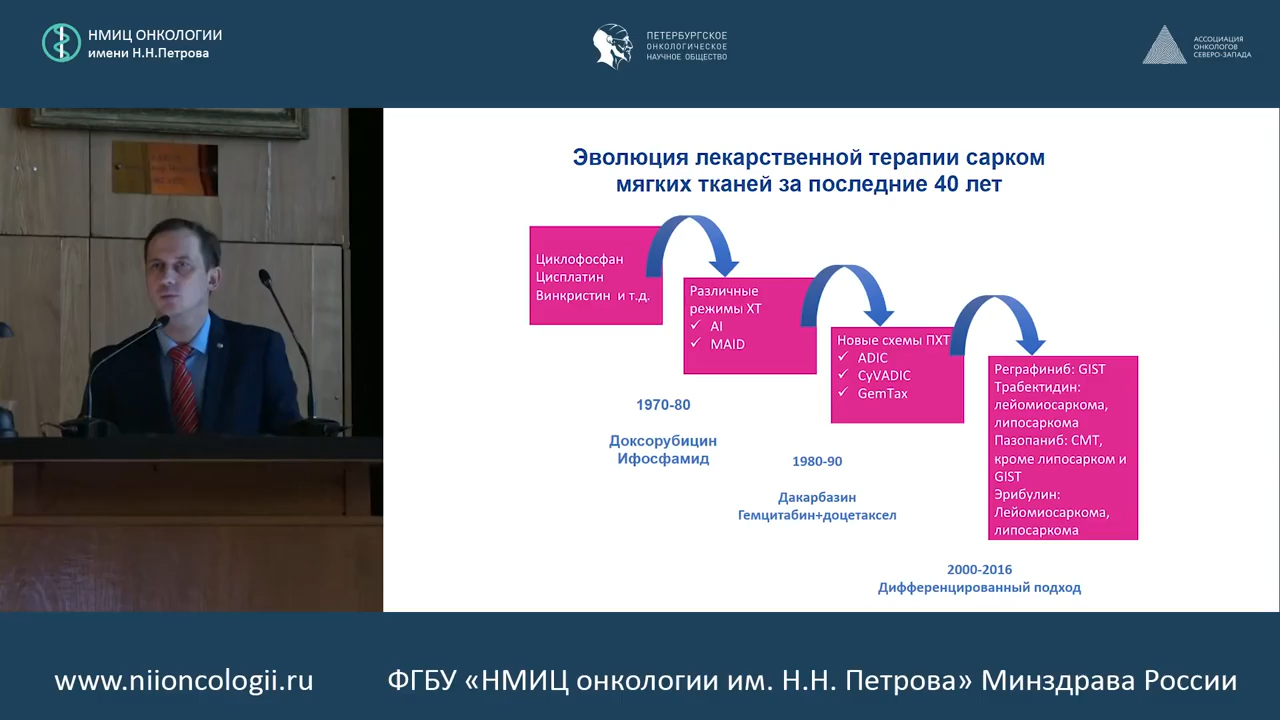 НМИЦ ОНКОЛОГИИ
имени Н.Н.Петрова
ПЕТЕРБУРГСКОЕ
ОНКОЛОГИЧЕСКОЕ
НАУЧНОЕ ОБЩЕСТВО
АССОЦИАЦИЯ
ОНКОЛОГОВ
СЕВЕРО-ЗАПАДА
Эволюция лекарственной терапии сарком
мягких тканей за последние 40 лет
Циклофосфан
Цисплатин
Винкристин и т.д.
Различные
режимы ХТ
✓ AI
✓ MAID
1970-80
Доксорубицин
Ифосфамид
Новые схемы ПХТ
✓ ADIC
✓ CyVADIC
✓ GemTax
1980-90
Дакарбазин
Гемцитабин+доцетаксел
Реграфиниб: GIST
Трабектидин:
лейомиосаркома,
липосаркома
Пазопаниб: СМТ,
кроме липосарком и
GIST
Эрибулин:
Лейомиосаркома,
липосаркома
2000-2016
Дифференцированный подход
www.niioncologii.ru
ФГБУ «НМИЦ онкологии им. Н.Н. Петрова» Минздрава России